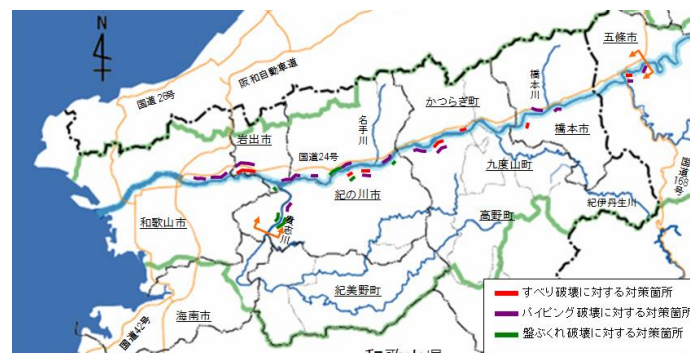 N
五條市
国道26号
阪和自動車道
橋本川
かつらぎ町
名手川
岩出市
国道24号
橋本市
九度山町
国道168号
紀の川市
紀伊丹生川
和歌山市
貴志川
高野町
紀美野町
海南市
国道42号
すべり破壊に対する対策箇所
パイピング破壊に対する対策箇所
盤ぶくれ破壊に対する対策箇所